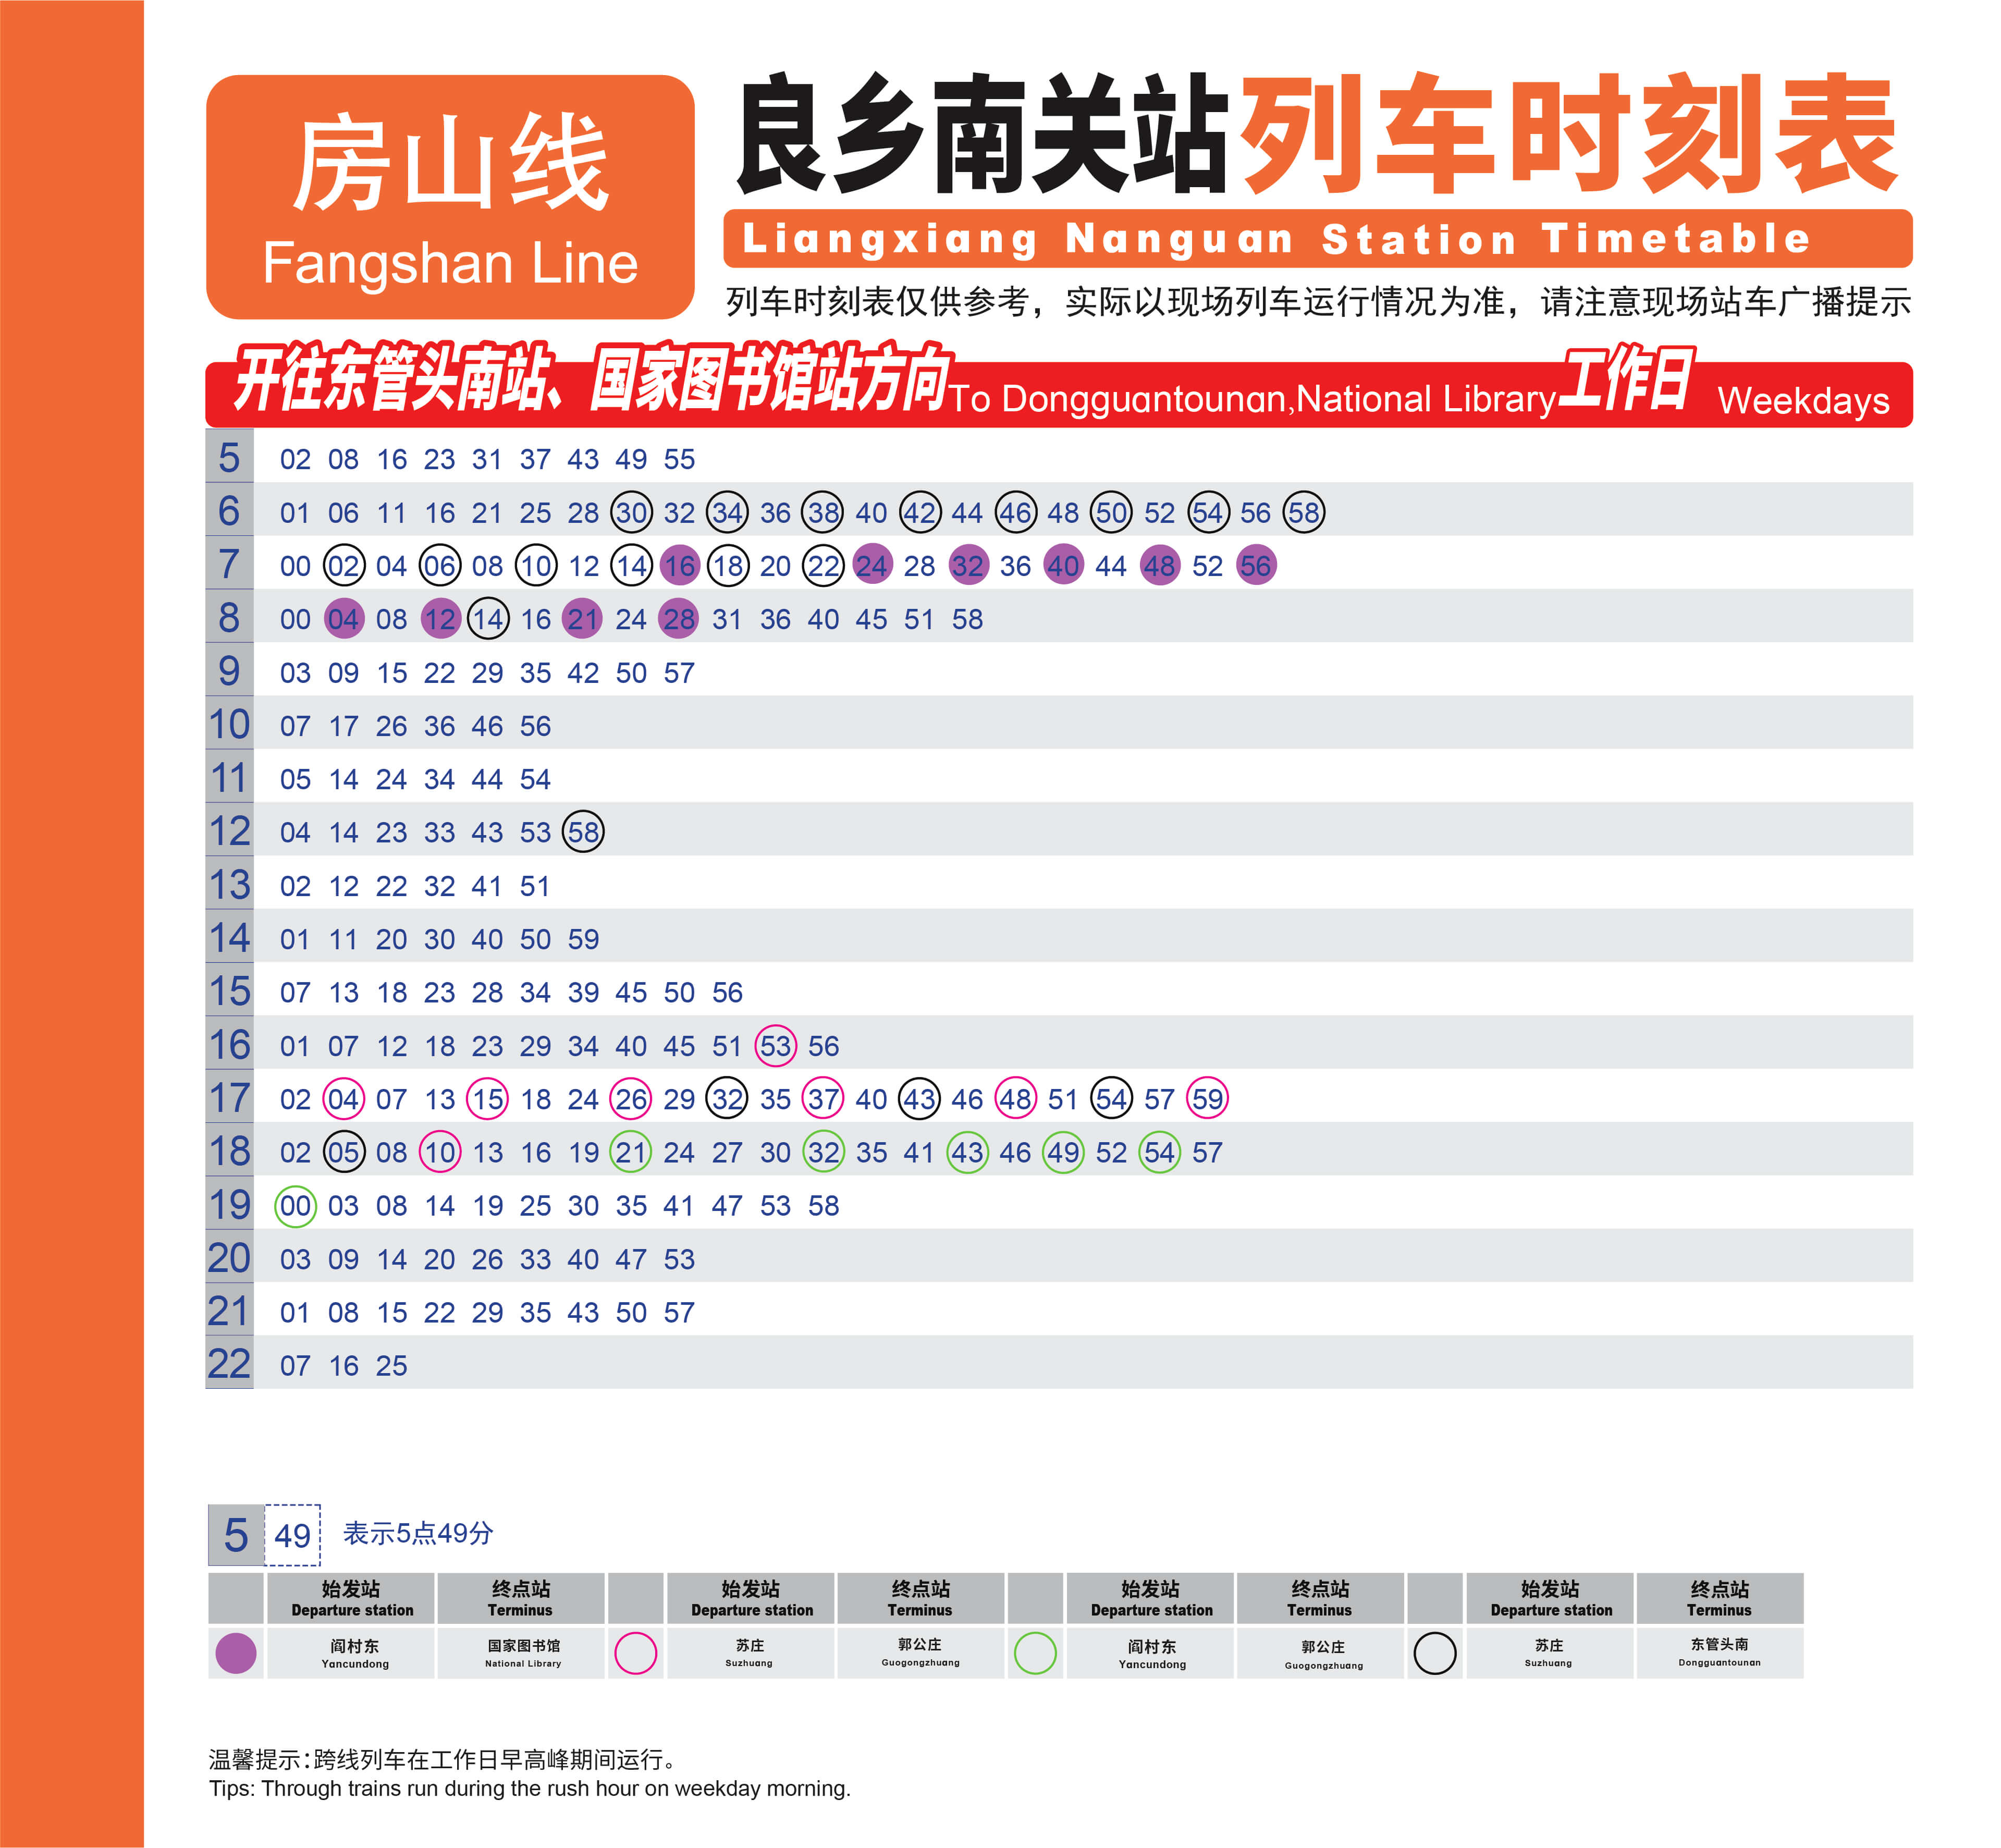 房山线
Fangshan Line
良乡南关站列车时刻表
Liangxiang Nanguan Station Timetable
列车时刻表仅供参考，实际以现场列车运行情况为准，请注意现场站车广播提示
开往东管头南站、国家图书馆站方向To Dongguantounan,National Library工作日 Weekdays
5 02 08 16 23 31 37 43 49 55
6 01 06 11 16 21 25 28 30 32 34 36 38 40 42 44 46 48 50 52 54 56 58
7 00 02 04 06 08 10 12 14 16 18 20 22 24 28 32 36 40 44 48 52 56
8 00 04 08 12 14 16 21 24 28 31 36 40 45 51 58
9 03 09 15 22 29 35 42 50 57
10 07 17 26 36 46 56
11 05 14 24 34 44 54
12 04 14 23 33 43 53 58
13 02 12 22 32 41 51
14 01 11 20 30 40 50 59
15 07 13 18 23 28 34 39 45 50 56
16 01 07 12 18 23 29 34 40 45 51 53 56
17 02 04 07 13 15 18 24 26 29 32 35 37 40 43 46 48 51 54 57 59
18 02 05 08 10 13 16 19 21 24 27 30 32 35 41 43 46 49 52 54 57
19 00 03 08 14 19 25 30 35 41 47 53 58
20 03 09 14 20 26 33 40 47 53
21 01 08 15 22 29 35 43 50 57
22 07 16 25
5 49 表示5点49分
始发站 终点站 始发站 终点站 始发站 终点站 始发站 终点站
Departure station Terminus Departure station Terminus Departure station Terminus Departure station Terminus
阎村东 国家图书馆 苏庄 郭公庄 阎村东 郭公庄 苏庄 东管头南
Yancundong National Library Suzhuang Guogongzhuang Yancundong Guogongzhuang Suzhuang Dongguantounan
温馨提示：跨线列车在工作日早高峰期间运行。
Tips: Through trains run during the rush hour on weekday morning.